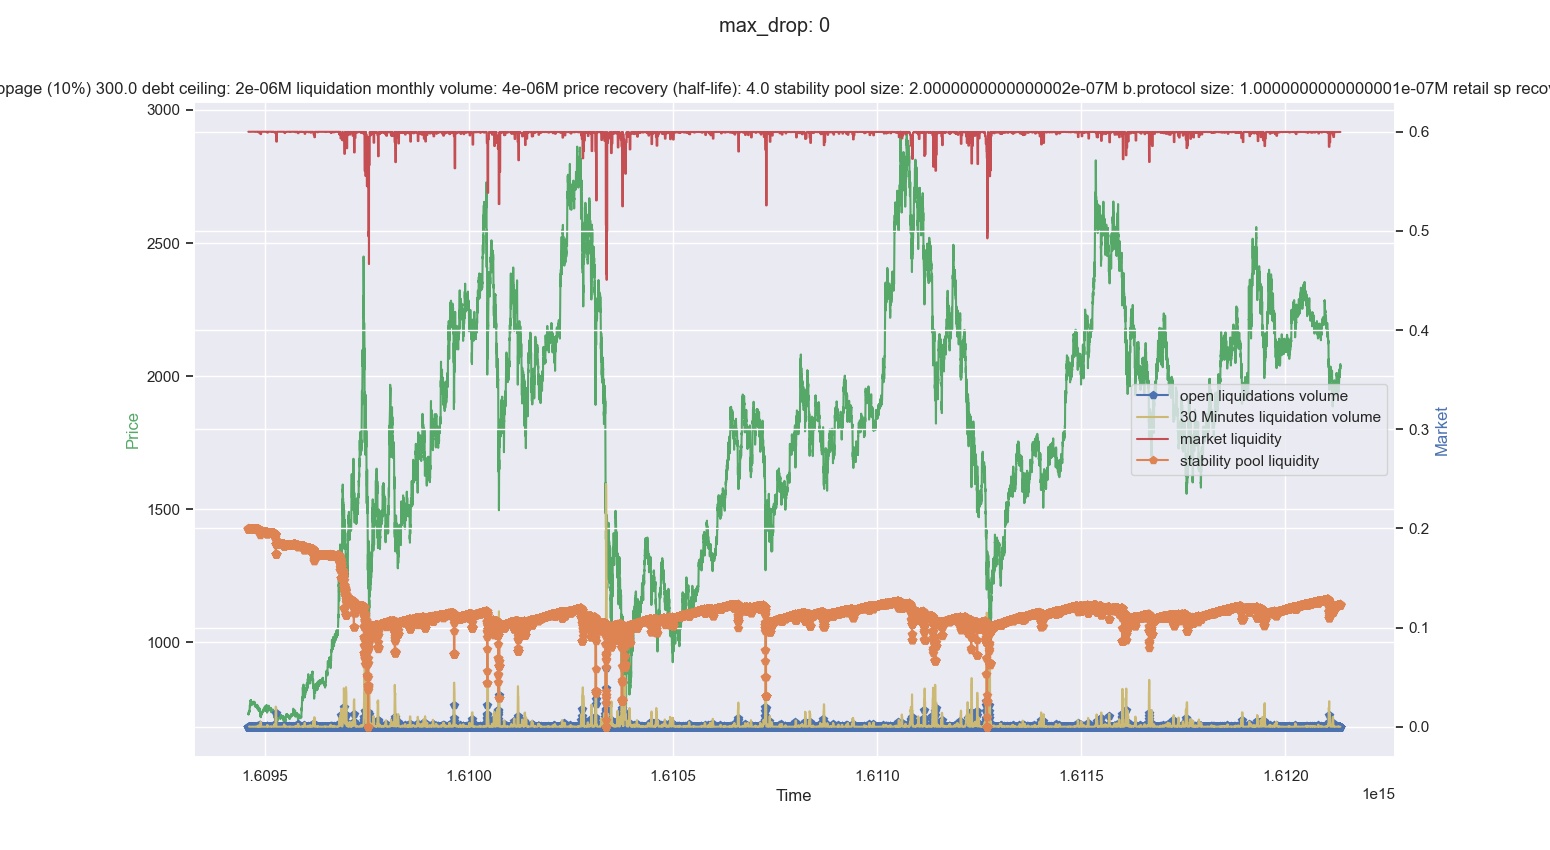 max_drop: 0
(10%) 300.0 debt ceiling: 2e-06M liquidation monthly volume: 4e-06M price recovery (half-life): 4.0 stability pool size: 2.0000000000000002e-07M b.protocol size: 1.0000000000000001e-07M retail sp
3000
2500
2000
1500
1000
Price
0.6
0.5
0.4
0.3
0.2
0.1
0.0
Market
open liquidations volume
30 Minutes liquidation volume
market liquidity
stability pool liquidity
1.6095
1.6100
1.6105
1.6110
1.6115
1.6120
Time
1e15